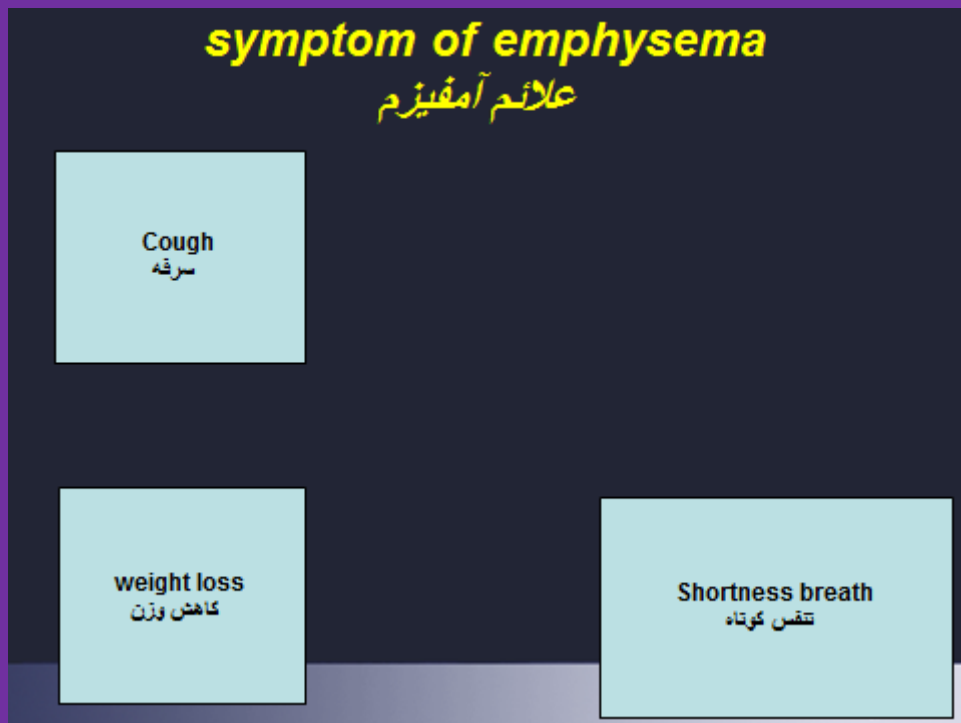 symptom of emphysema
علائم آمفیزم
Cough
سرفه
weight loss
کاهش وزن
Shortness breath
تنفس کوتاه